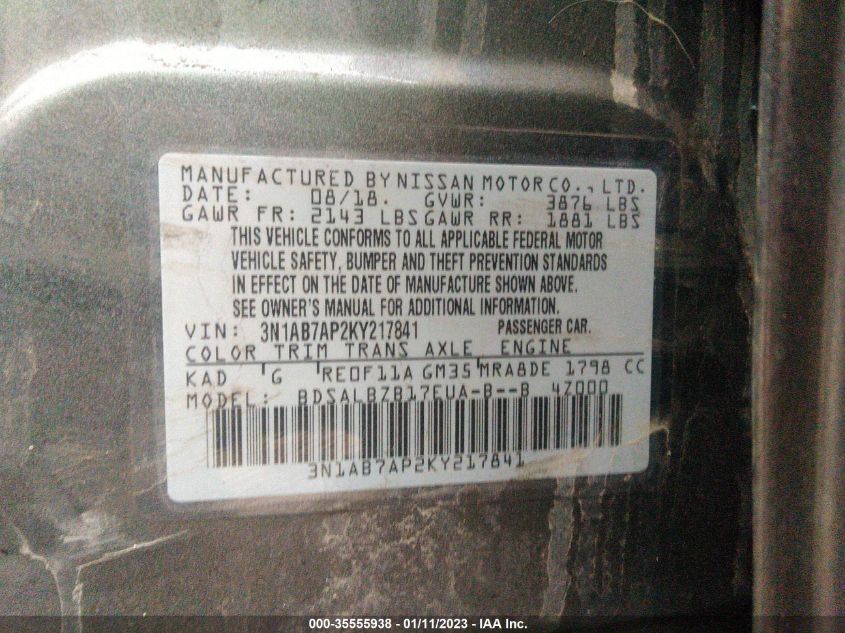 MANUFACTURED BY NISSAN MOTOR CO., LTD.
DATE: 08/18. GVWR: 3876 LBS
GAWR FR: 2143 LBS GAWR RR: 1881 LBS
THIS VEHICLE CONFORMS TO ALL APPLICABLE FEDERAL MOTOR
VEHICLE SAFETY, BUMPER AND THEFT PREVENTION STANDARDS
IN EFFECT ON THE DATE OF MANUFACTURE SHOWN ABOVE.
SEE OWNER'S MANUAL FOR ADDITIONAL INFORMATION.
VIN: 3N1AB7AP2KY217841 PASSENGER CAR.
COLOR TRIM TRANS AXLE ENGINE
KAD G RE0F11A GM35 MRA8DE 1798 CC
MODEL: BDSALBZB17EUA-B--B 4Z000
3N1AB7AP2KY217841
000-35555938 - 01/11/2023 - IAA Inc.